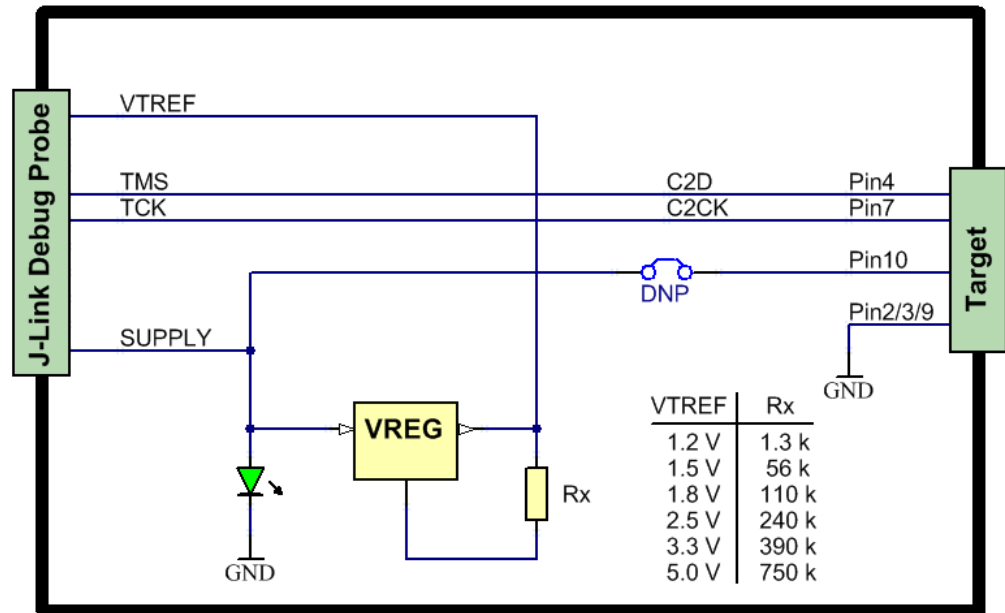 J-Link Debug Probe
VTREF
TMS
C2D
Pin4
TCK
C2CK
Pin7
Pin10
DNP
Pin2/3/9
Target
SUPPLY
GND
VREG
Rx
GND
VTREF Rx
1.2 V 1.3 k
1.5 V 56 k
1.8 V 110 k
2.5 V 240 k
3.3 V 390 k
5.0 V 750 k